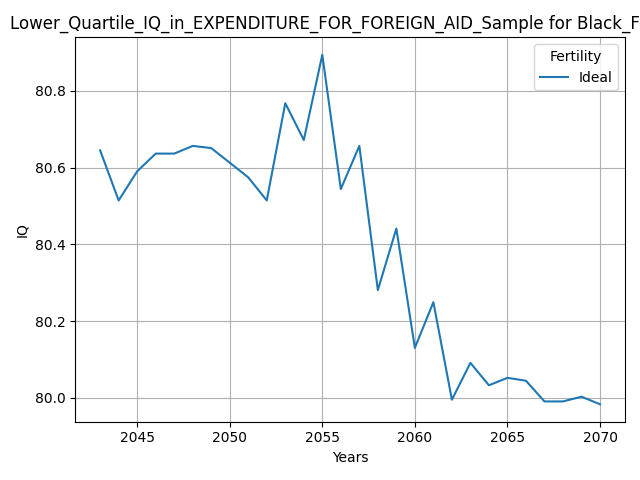 Lower_Quartile_IQ_in_EXPENDITURE_FOR_FOREIGN_AID_Sample for Black_F
Fertility
Ideal
80.8
80.6
80.4
80.2
80.0
IQ
2045 2050 2055 2060 2065 2070
Years